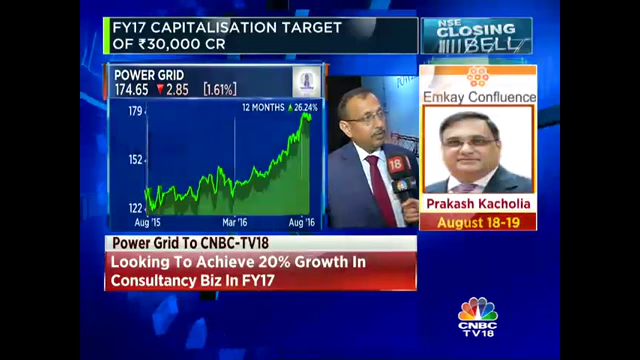 FY17 CAPITALISATION TARGET
OF ₹30,000 CR
NSE
CLOSING
BELL
POWER GRID
174.65 ▼ 2.85 [1.61%]
12 MONTHS ▲ 26.24%
179
152
122
Aug '15
Mar '16
Aug '16
18
Emkay Confluence
Prakash Kacholia
August 18-19
Power Grid To CNBC-TV18
Looking To Achieve 20% Growth In
Consultancy Biz In FY17
CNBC
TV18